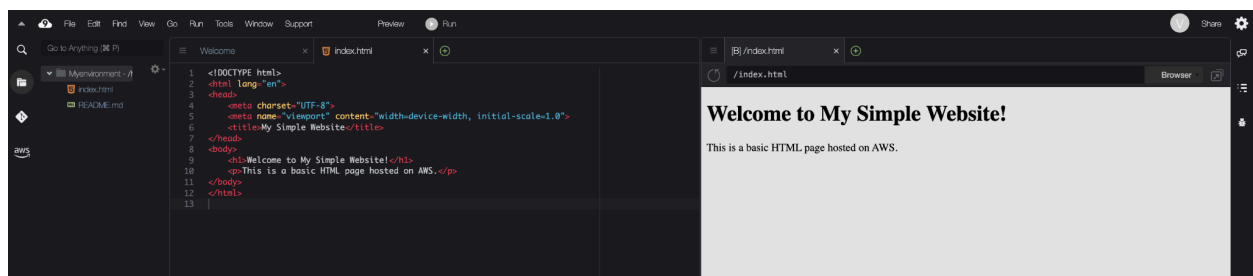 File Edit Find View Go Run Tools Window Support Preview Run V Share
Go to Anything (⌘ P)
Welcome × index.html ×
[B] /index.html ×
Myenvironment - /
index.html
README.md
/index.html Browser
1 <!DOCTYPE html>
2 <html lang="en">
3 <head>
4 <meta charset="UTF-8">
5 <meta name="viewport" content="width=device-width, initial-scale=1.0">
6 <title>My Simple Website</title>
7 </head>
8 <body>
9 <h1>Welcome to My Simple Website!</h1>
10 <p>This is a basic HTML page hosted on AWS.</p>
11 </body>
12 </html>
13
aws
Welcome to My Simple Website!
This is a basic HTML page hosted on AWS.